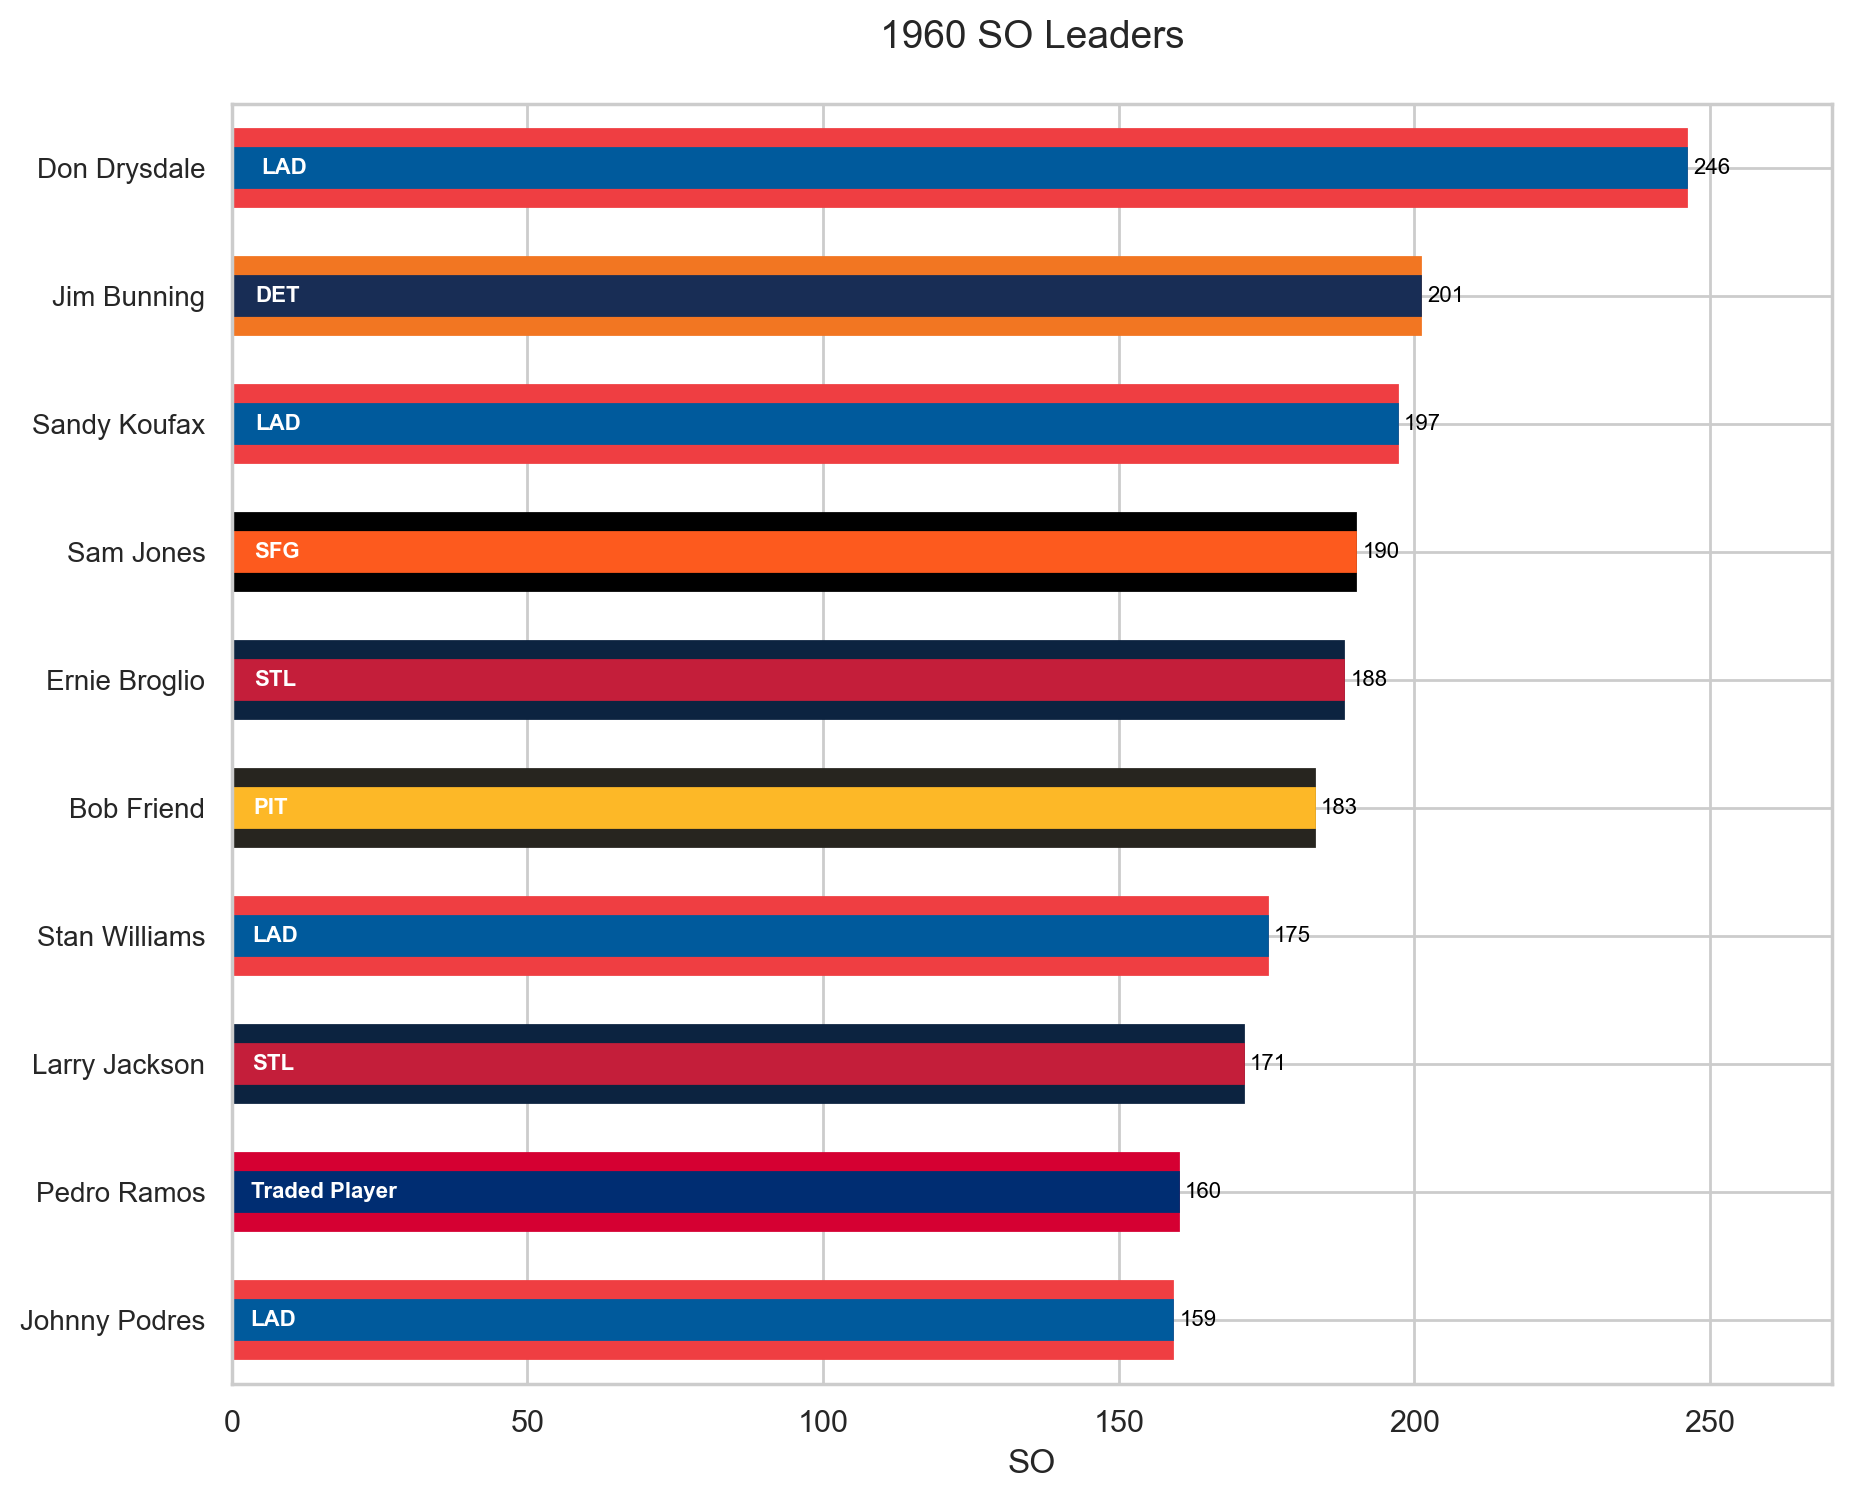 1960 SO Leaders
Don Drysdale LAD 246
Jim Bunning DET 201
Sandy Koufax LAD 197
Sam Jones SFG 190
Ernie Broglio STL 188
Bob Friend PIT 183
Stan Williams LAD 175
Larry Jackson STL 171
Pedro Ramos Traded Player 160
Johnny Podres LAD 159
0 50 100 150 200 250
SO